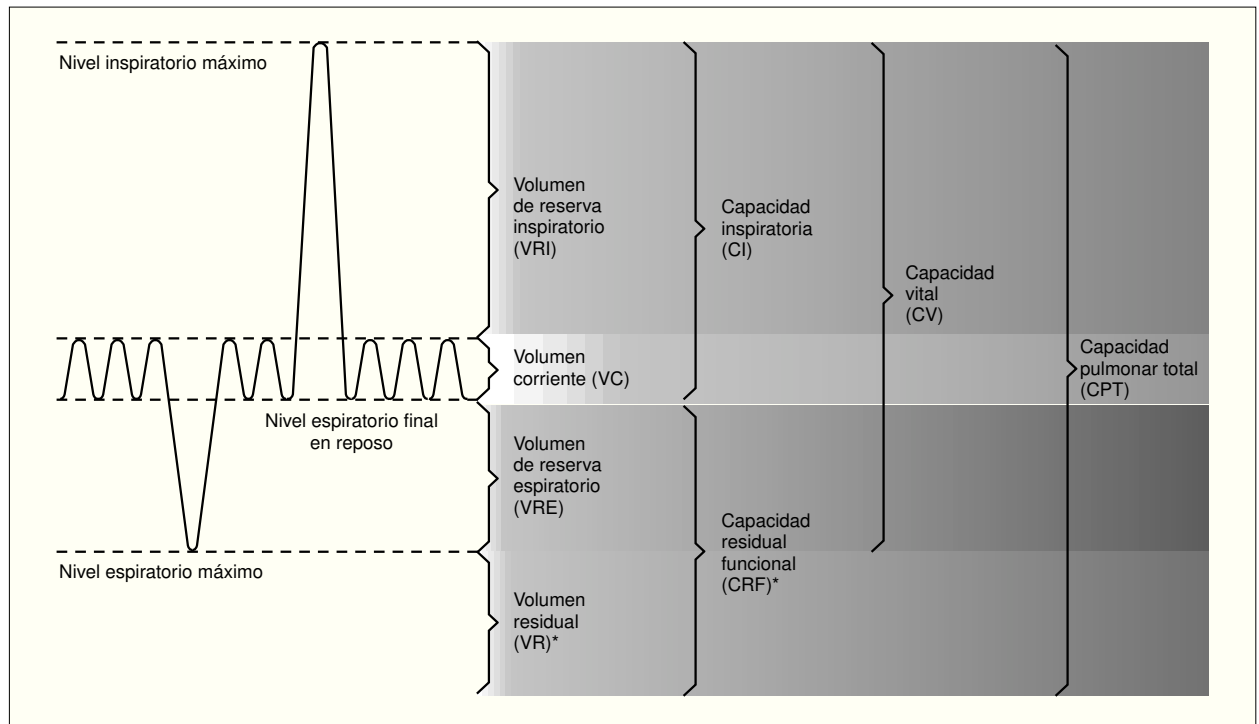 Nivel inspiratorio máximo
Volumen
de reserva
inspiratorio
(VRI)
Capacidad
inspiratoria
(CI)
Capacidad
vital
(CV)
Volumen
corriente (VC)
Capacidad
pulmonar total
(CPT)
Nivel espiratorio final
en reposo
Volumen
de reserva
espiratorio
(VRE)
Capacidad
residual
funcional
(CRF)*
Nivel espiratorio máximo
Volumen
residual
(VR)*